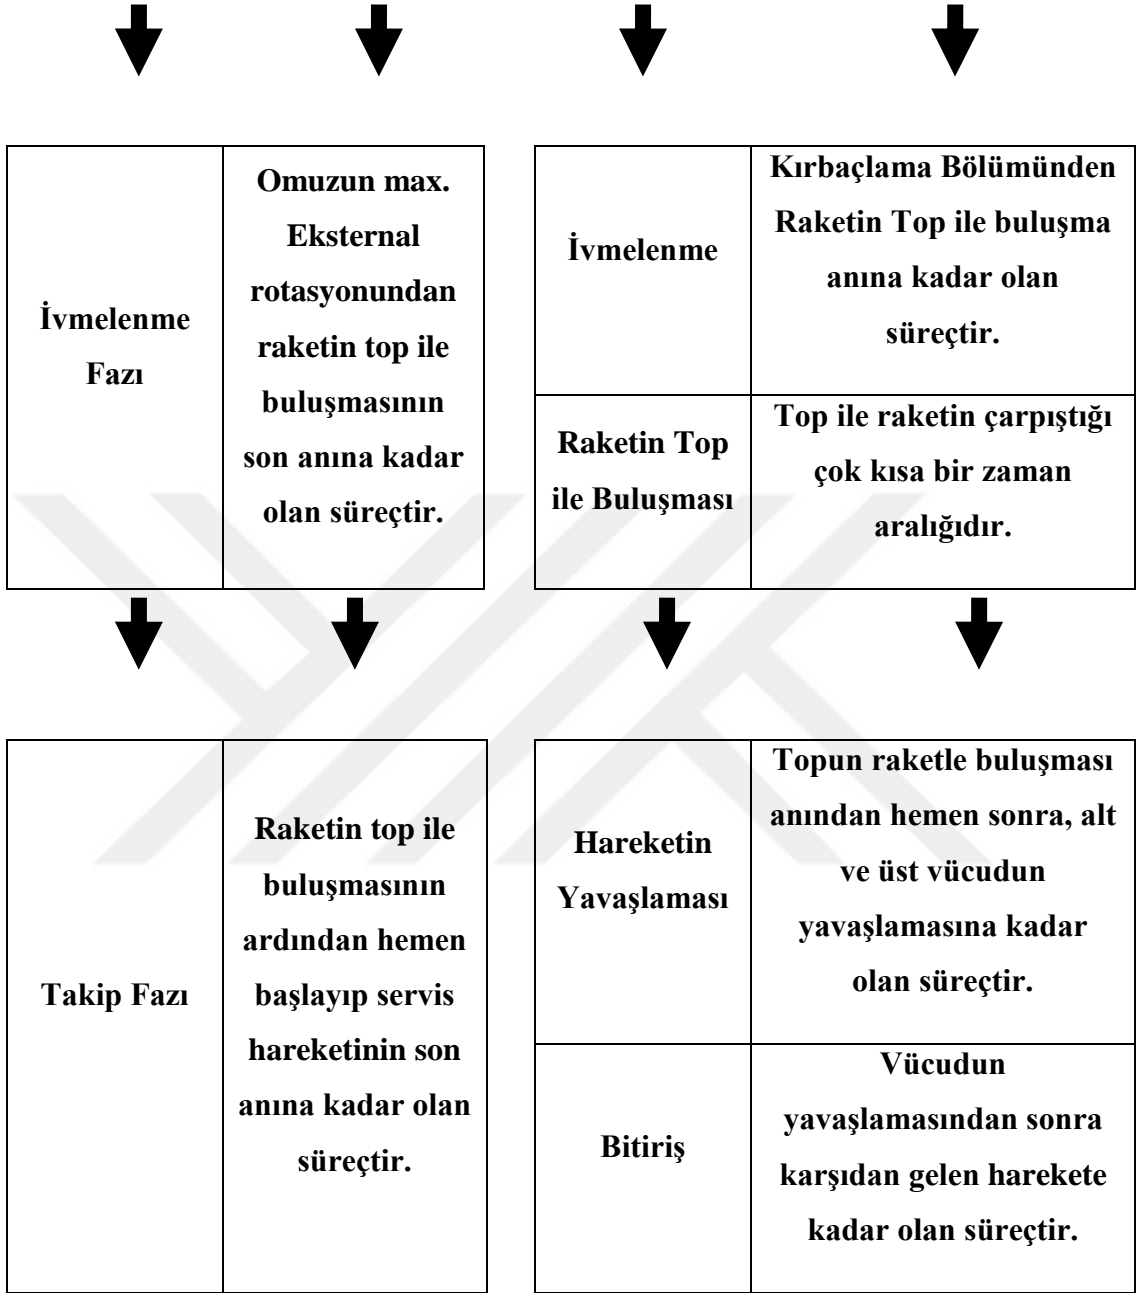 İvmelenme
Fazı
Omuzun max.
Eksternal
rotasyonundan
raketin top ile
buluşmasının
son anına kadar
olan süreçtir.
İvmelenme
Kırbaçlama Bölümünden
Raketin Top ile buluşma
anına kadar olan
süreçtir.
Raketin Top
ile Buluşması
Top ile raketin çarpıştığı
çok kısa bir zaman
aralığıdır.
Takip Fazı
Raketin top ile
buluşmasının
ardından hemen
başlayıp servis
hareketinin son
anına kadar olan
süreçtir.
Hareketin
Yavaşlaması
Topun raketle buluşması
anından hemen sonra, alt
ve üst vücudun
yavaşlamasına kadar
olan süreçtir.
Bitiriş
Vücudun
yavaşlamasından sonra
karşıdan gelen harekete
kadar olan süreçtir.